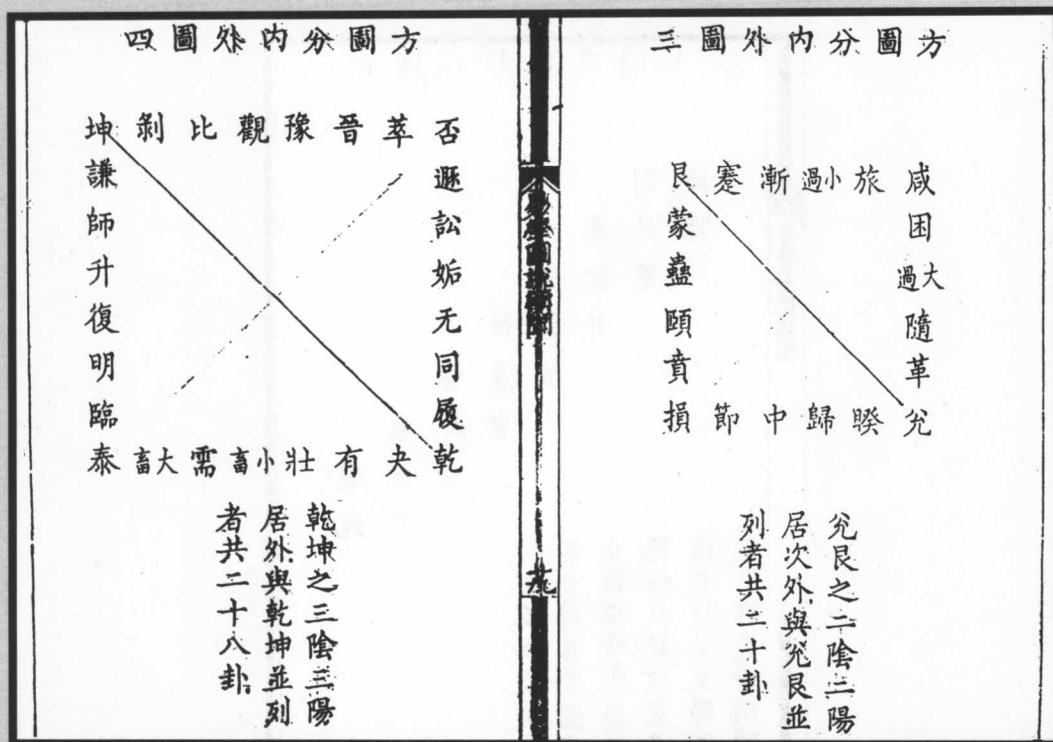 方圖分内外圖三
咸旅小過漸蹇艮
困大過隨革兌
蒙蠱頤賁損
睽歸中節
兌艮之二陰二陽
居次外與兌艮並
列者共二十卦
廿九
方圖分内外圖四
否萃晉豫觀比剝坤
遯訟姤无同履乾
謙師升復明臨泰
夬有壯小畜需大畜
乾坤之三陰三陽
居外與乾坤並列
者共二十八卦